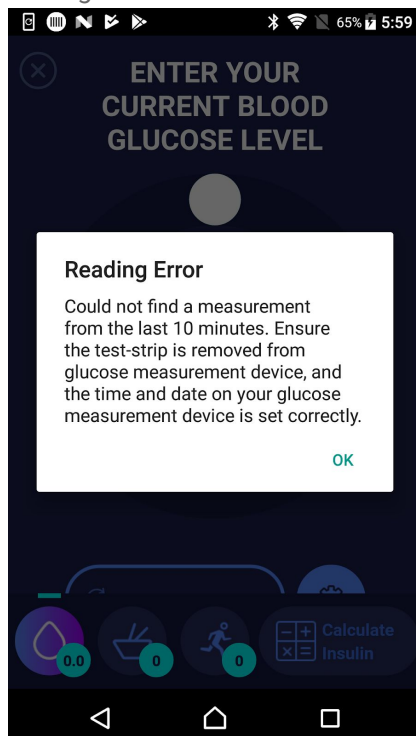 65% 5:59
ENTER YOUR
CURRENT BLOOD
GLUCOSE LEVEL
Reading Error
Could not find a measurement
from the last 10 minutes. Ensure
the test-strip is removed from
glucose measurement device, and
the time and date on your glucose
measurement device is set correctly.
OK
0.0
0
0
Calculate
Insulin